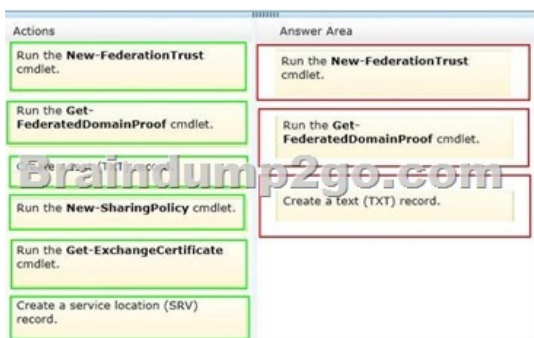 Actions
Answer Area
Run the New-FederationTrust
cmdlet.
Run the New-FederationTrust
cmdlet.
Run the Get-
FederatedDomainProof cmdlet.
Run the Get-
FederatedDomainProof cmdlet.
(TXT) record.
Braindump2go.com
Create a text (TXT) record.
Run the New-SharingPolicy cmdlet.
Run the Get-ExchangeCertificate
cmdlet.
Create a service location (SRV)
record.